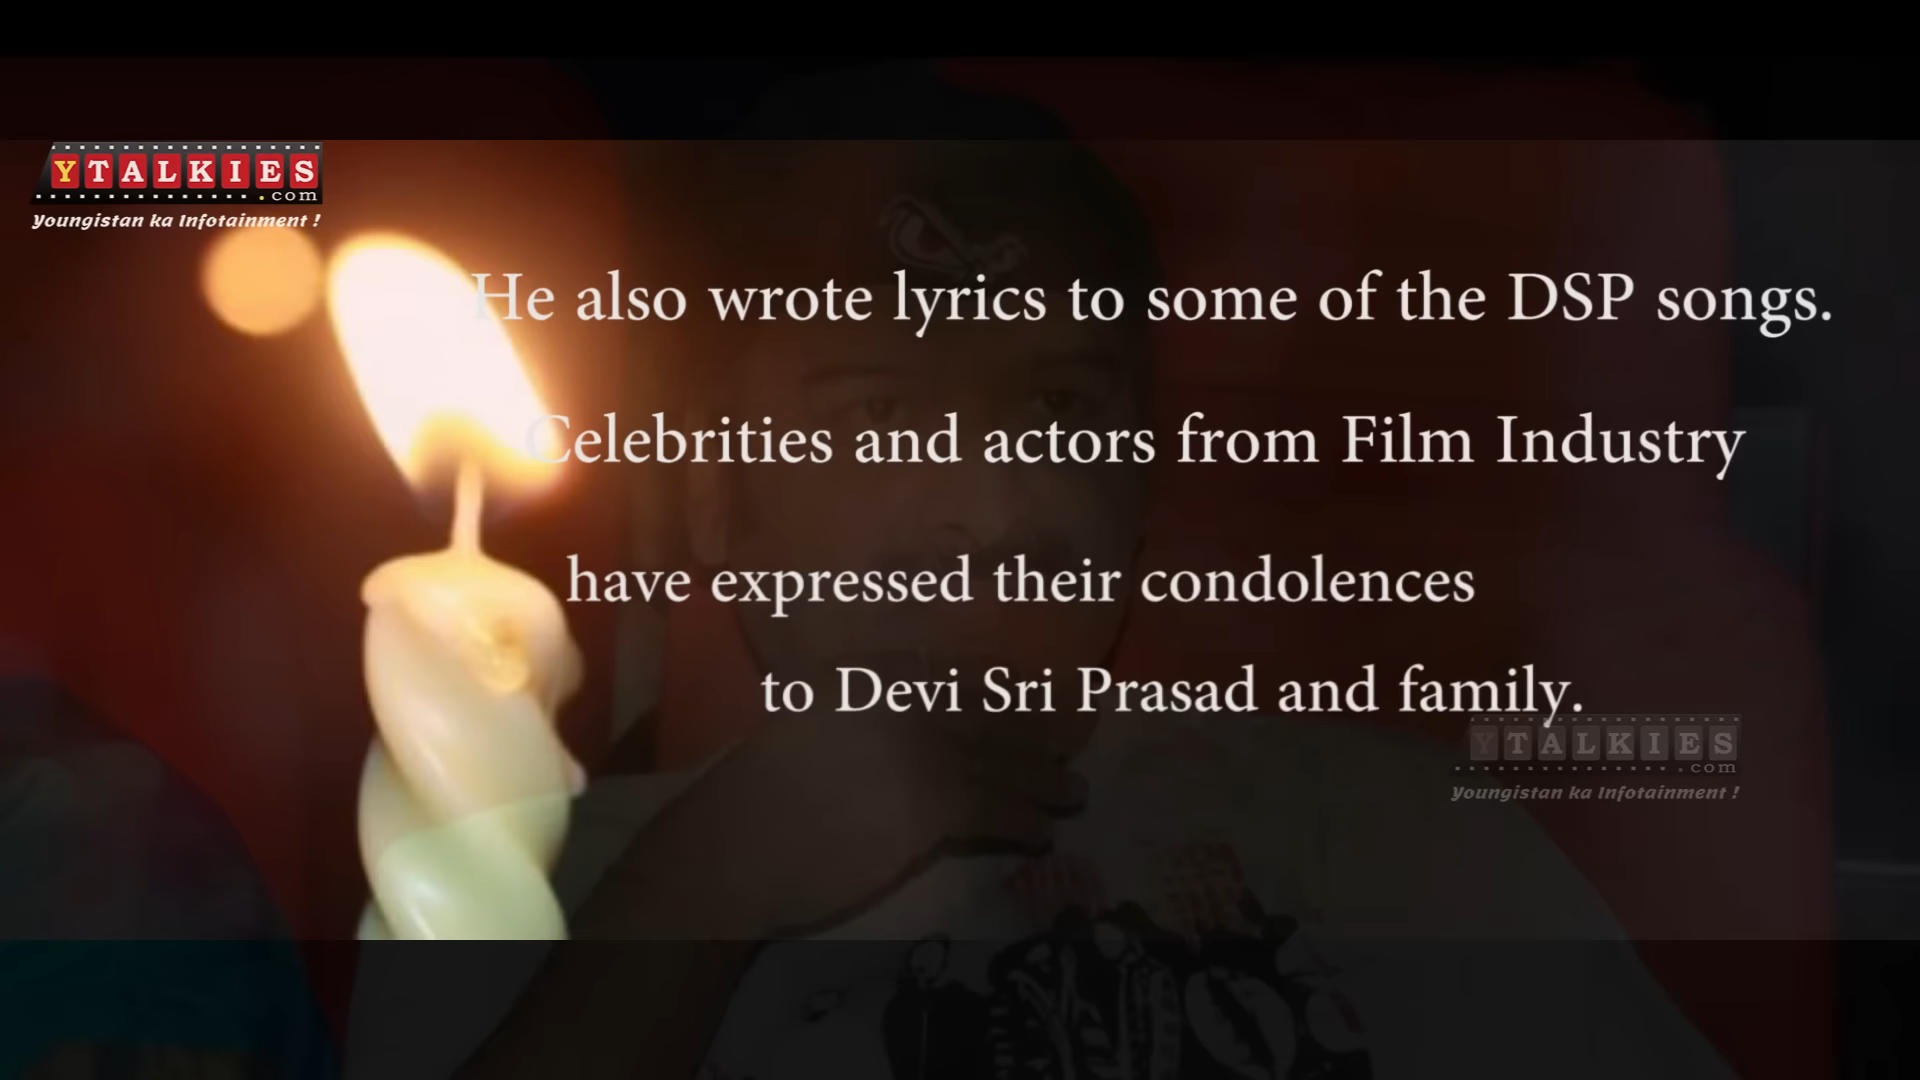 YTALKIES
.com
Youngistan ka Infotainment !
He also wrote lyrics to some of the DSP songs.
Celebrities and actors from Film Industry
have expressed their condolences
to Devi Sri Prasad and family.
YTALKIES
.com
Youngistan ka Infotainment !